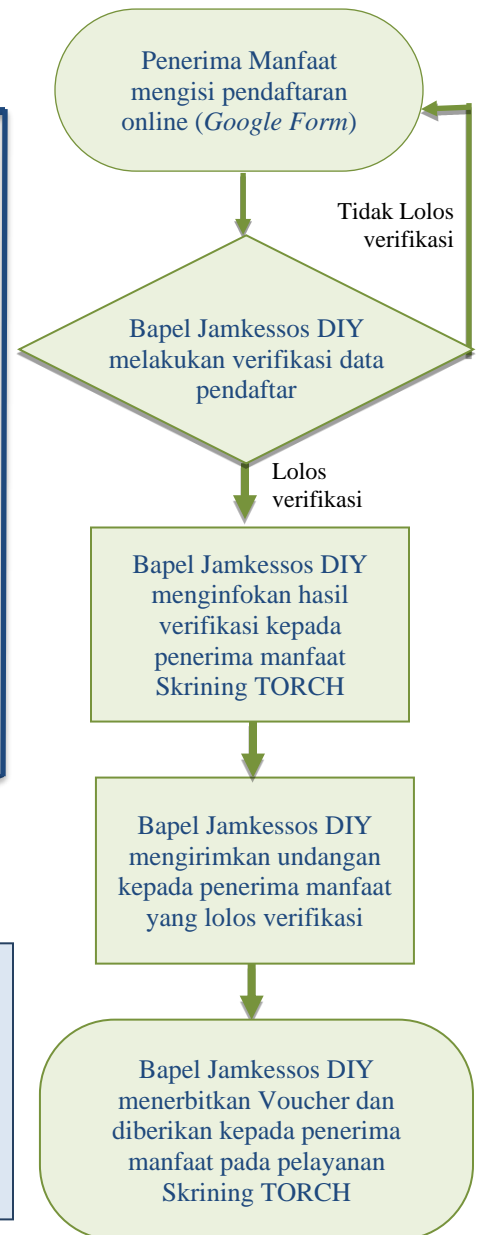 Penerima Manfaat
mengisi pendaftaran
online (Google Form)
Tidak Lolos
verifikasi
Bapel Jamkessos DIY
melakukan verifikasi data
pendaftar
Lolos
verifikasi
Bapel Jamkessos DIY
menginfokan hasil
verifikasi kepada
penerima manfaat
Skrining TORCH
Bapel Jamkessos DIY
mengirimkan undangan
kepada penerima manfaat
yang lolos verifikasi
Bapel Jamkessos DIY
menerbitkan Voucher dan
diberikan kepada penerima
manfaat pada pelayanan
Skrining TORCH